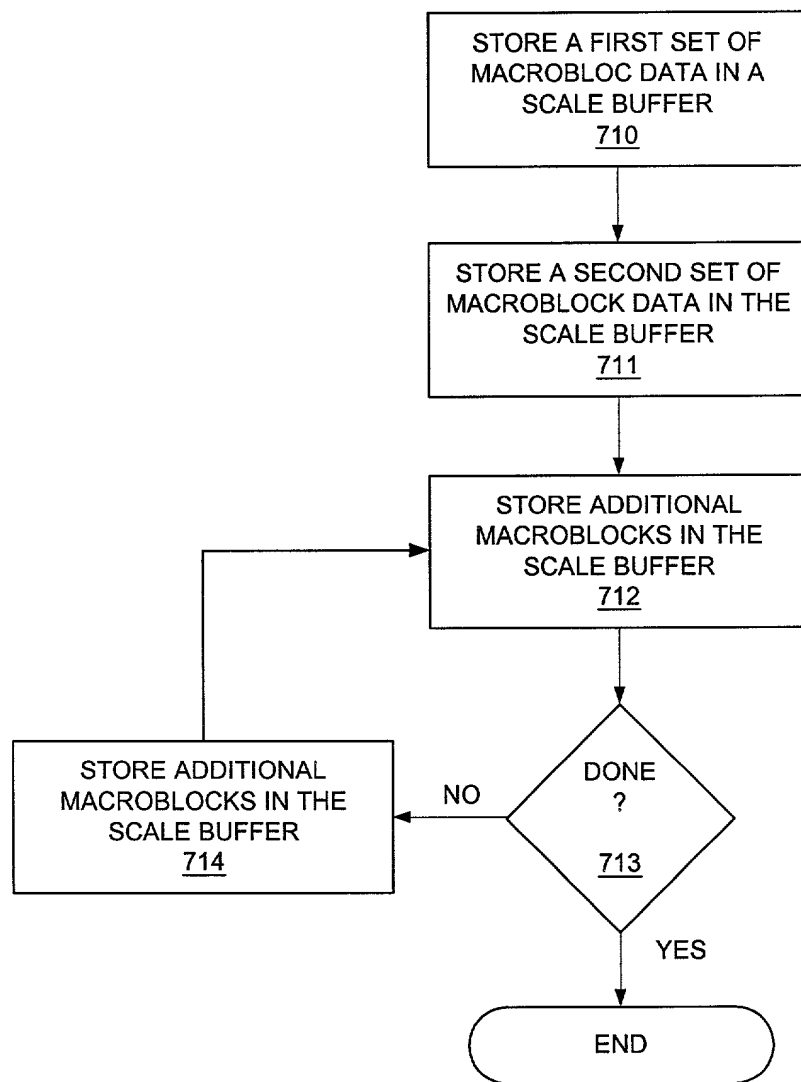 STORE A FIRST SET OF
MACROBLOC DATA IN A
SCALE BUFFER
710
STORE A SECOND SET OF
MACROBLOCK DATA IN THE
SCALE BUFFER
711
STORE ADDITIONAL
MACROBLOCKS IN THE
SCALE BUFFER
712
DONE
?
713
NO
STORE ADDITIONAL
MACROBLOCKS IN THE
SCALE BUFFER
714
YES
END